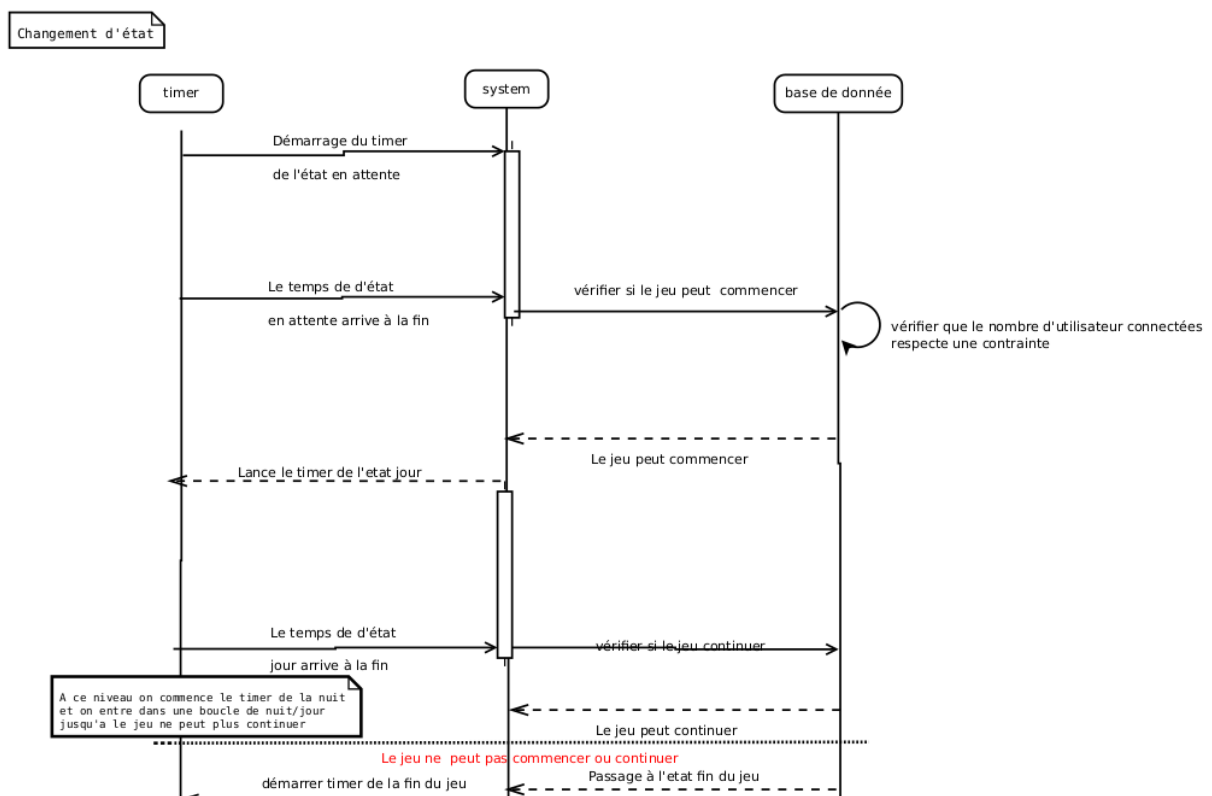 Changement d'état
timer
system
base de donnée
Démarrage du timer
de l'état en attente
Le temps de d'état
en attente arrive à la fin
vérifier si le jeu peut  commencer
vérifier que le nombre d'utilisateur connectées
respecte une contrainte
Le jeu peut commencer
Lance le timer de l'etat jour
Le temps de d'état
jour arrive à la fin
vérifier si le jeu continuer
A ce niveau on commence le timer de la nuit
et on entre dans une boucle de nuit/jour
jusqu'a le jeu ne peut plus continuer
Le jeu peut continuer
Le jeu ne  peut pas commencer ou continuer
Passage à l'etat fin du jeu
démarrer timer de la fin du jeu